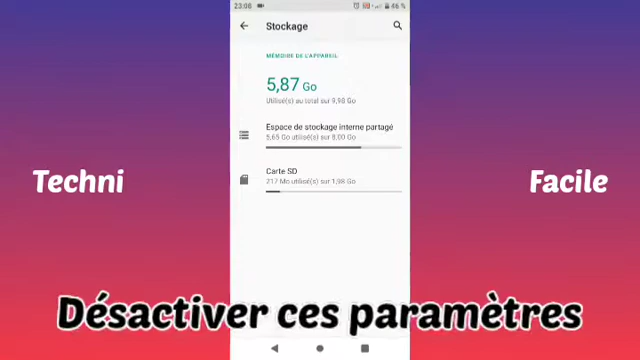 23:08 46 %
Stockage
MÉMOIRE DE L'APPAREIL
5,87 Go
Utilisé(s) au total sur 9,98 Go
Espace de stockage interne partagé
5,65 Go utilisé(s) sur 8,00 Go
Carte SD
217 Mo utilisé(s) sur 1,98 Go
Techni Facile
Désactiver ces paramètres